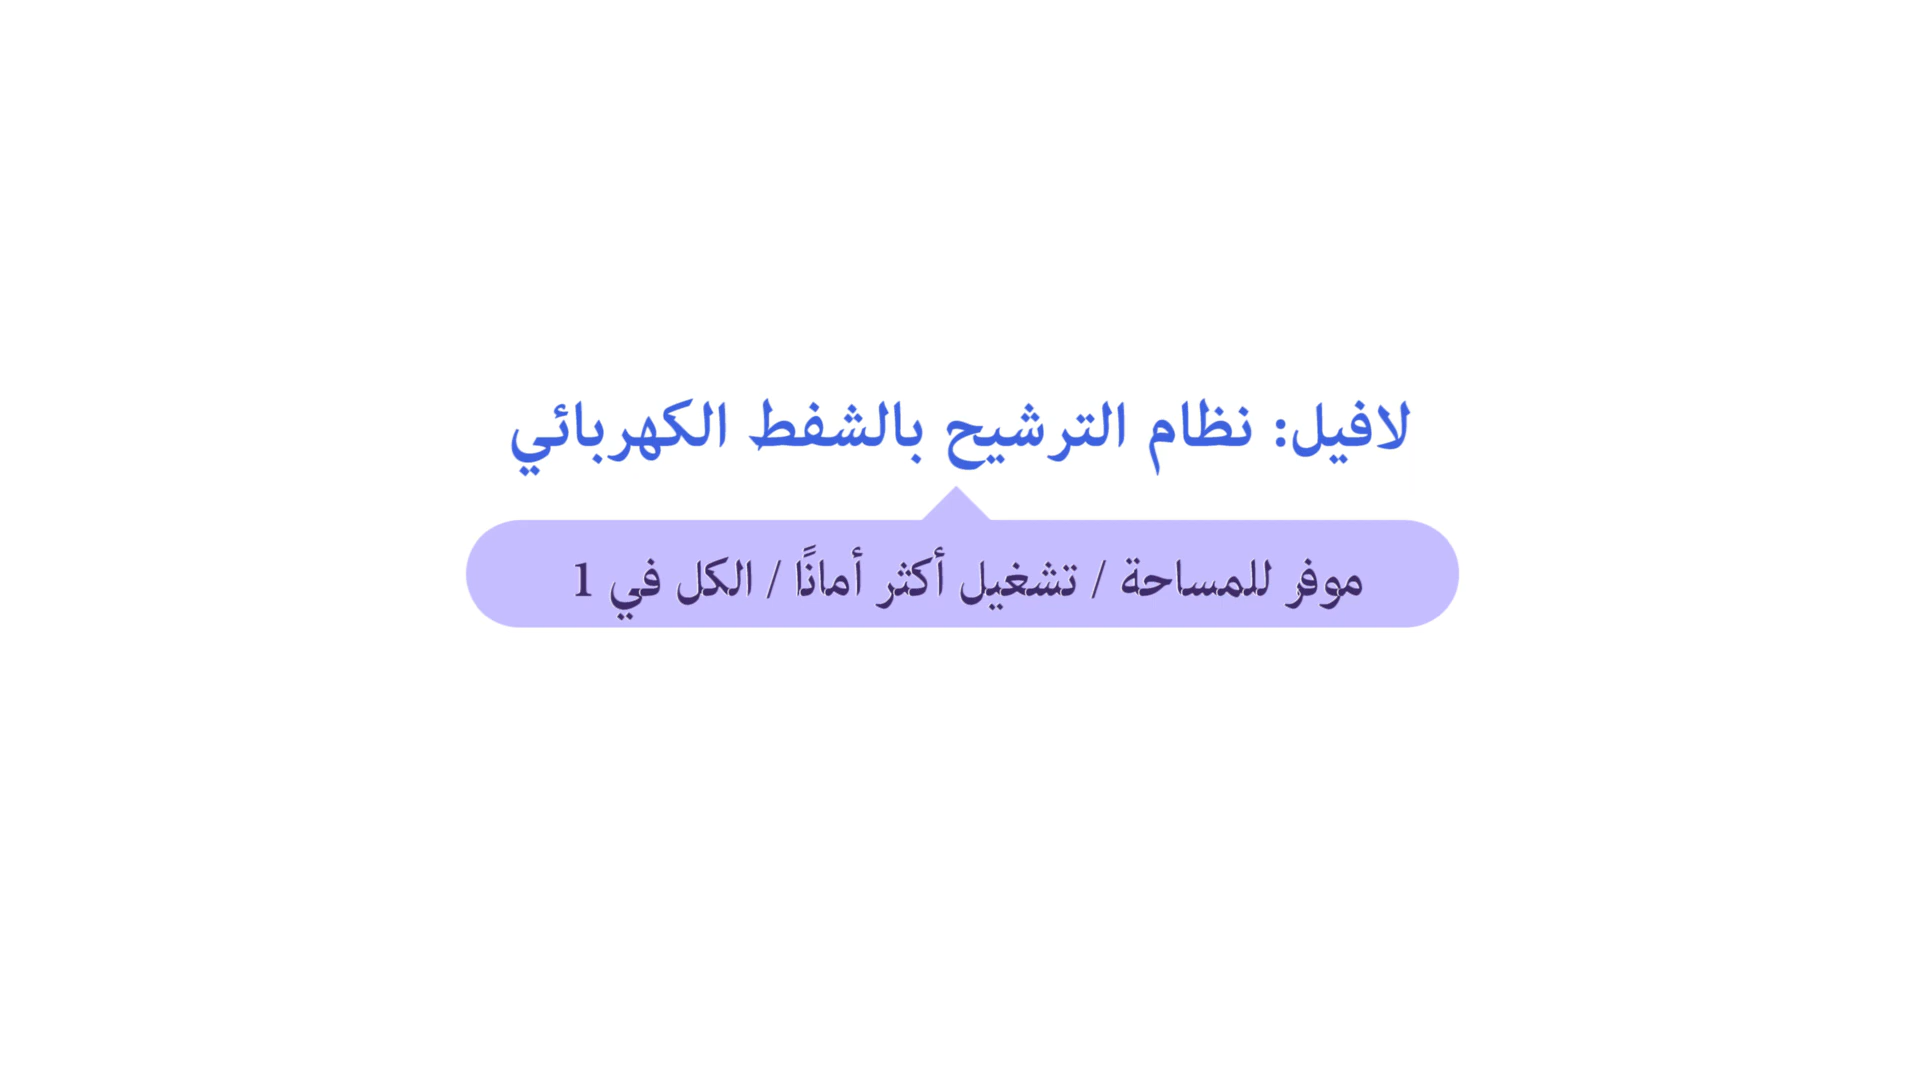 لافيل: نظام الترشيح بالشفط الكهربائي
موفر للمساحة / تشغيل أكثر أمانًا / الكل في 1